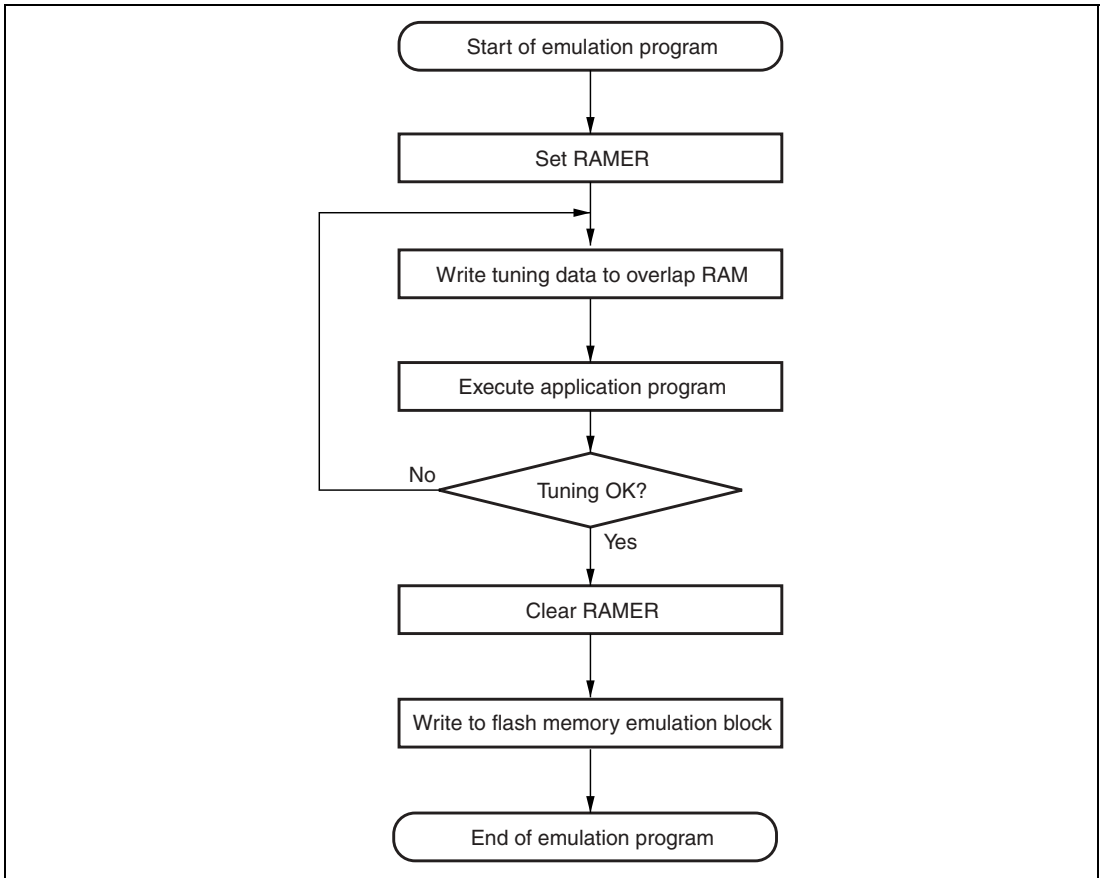 Start of emulation program
Set RAMER
Write tuning data to overlap RAM
Execute application program
Tuning OK?
No
Yes
Clear RAMER
Write to flash memory emulation block
End of emulation program